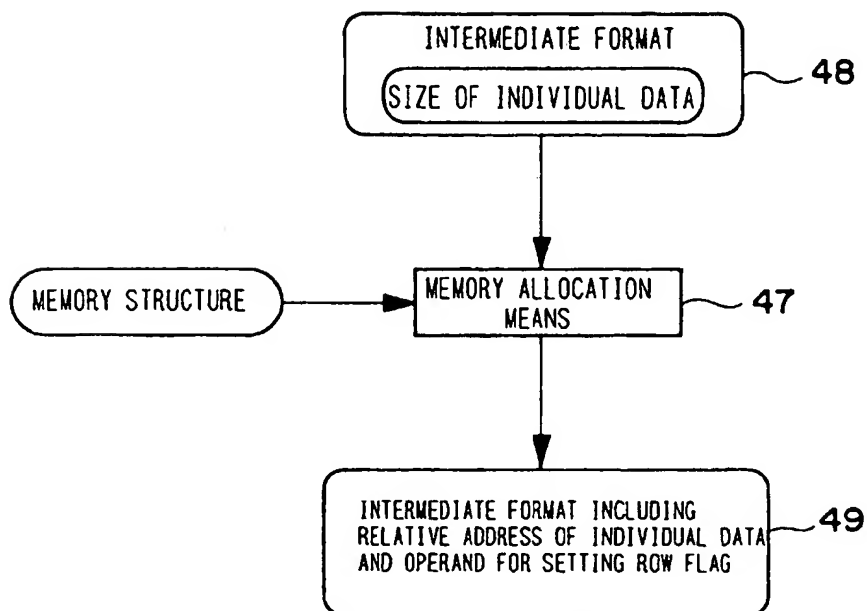 INTERMEDIATE FORMAT
SIZE OF INDIVIDUAL DATA
48
MEMORY STRUCTURE
MEMORY ALLOCATION
MEANS
47
INTERMEDIATE FORMAT INCLUDING
RELATIVE ADDRESS OF INDIVIDUAL DATA
AND OPERAND FOR SETTING ROW FLAG
49